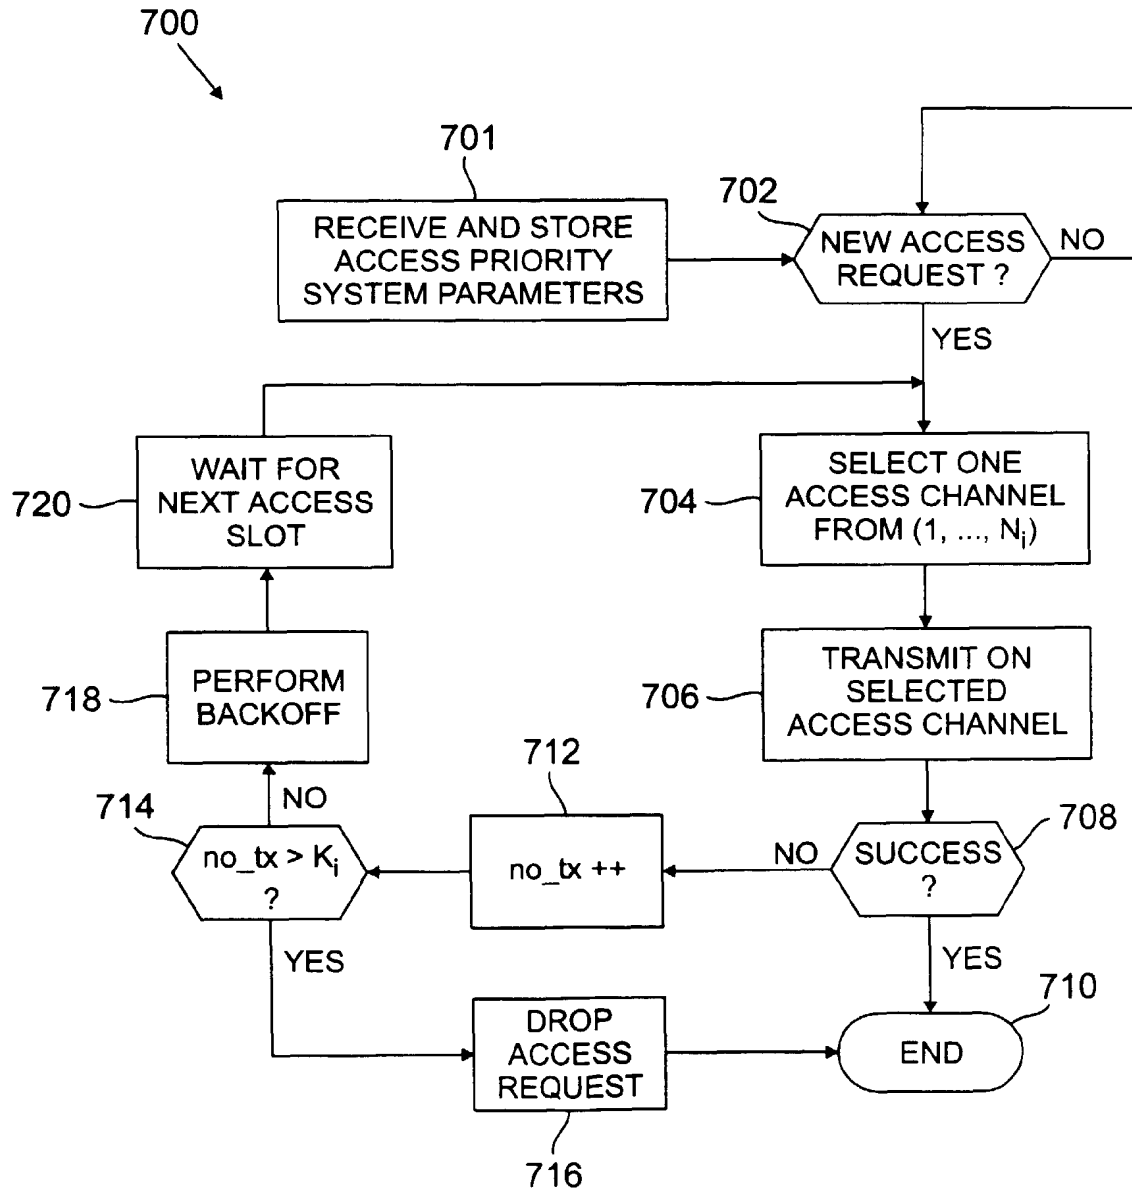 700
701
RECEIVE AND STORE
ACCESS PRIORITY
SYSTEM PARAMETERS
702
NEW ACCESS
REQUEST ?
NO
YES
720
WAIT FOR
NEXT ACCESS
SLOT
704
SELECT ONE
ACCESS CHANNEL
FROM (1, ..., Ni)
718
PERFORM
BACKOFF
706
TRANSMIT ON
SELECTED
ACCESS CHANNEL
714
NO
no_tx > Ki
?
YES
712
no_tx ++
NO
708
SUCCESS
?
YES
DROP
ACCESS
REQUEST
716
710
END